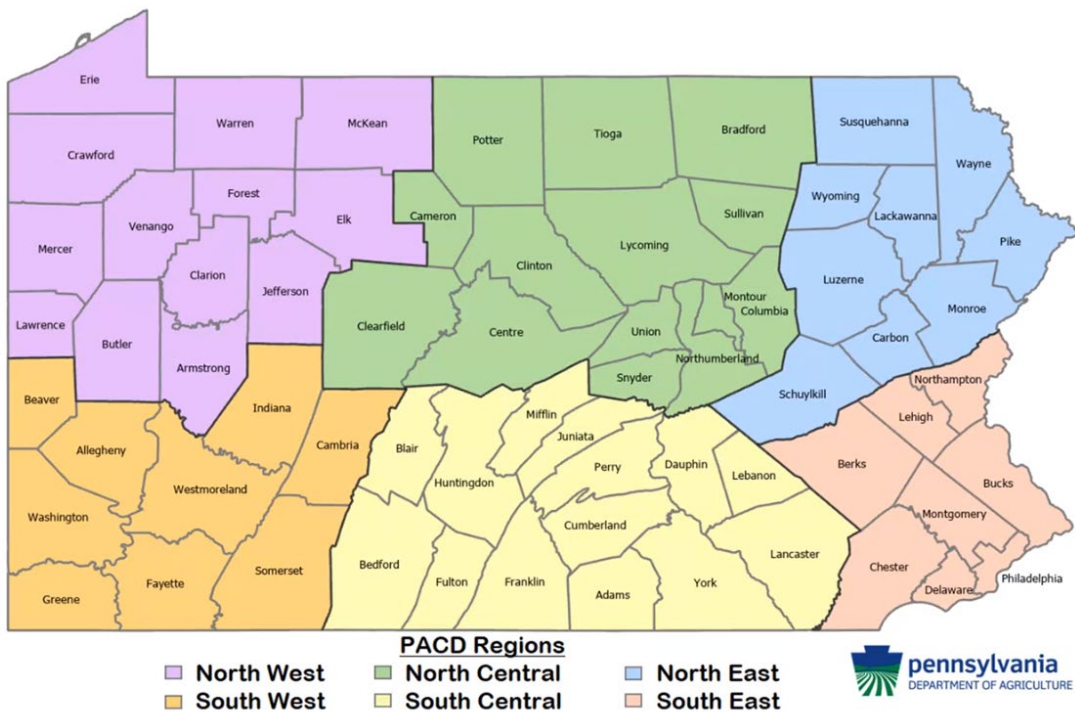 Erie
Warren
McKean
Potter
Tioga
Bradford
Susquehanna
Wayne
Crawford
Forest
Elk
Cameron
Sullivan
Wyoming
Lackawanna
Pike
Mercer
Venango
Clarion
Jefferson
Clinton
Lycoming
Luzerne
Monroe
Lawrence
Butler
Armstrong
Clearfield
Centre
Union
Montour
Columbia
Northumberland
Snyder
Carbon
Schuylkill
Northampton
Lehigh
Beaver
Allegheny
Indiana
Cambria
Blair
Huntingdon
Mifflin
Juniata
Perry
Dauphin
Lebanon
Berks
Bucks
Washington
Westmoreland
Cumberland
Lancaster
Montgomery
Greene
Fayette
Somerset
Bedford
Fulton
Franklin
Adams
York
Chester
Delaware
Philadelphia
PACD Regions
North West
North Central
North East
South West
South Central
South East
pennsylvania
DEPARTMENT OF AGRICULTURE